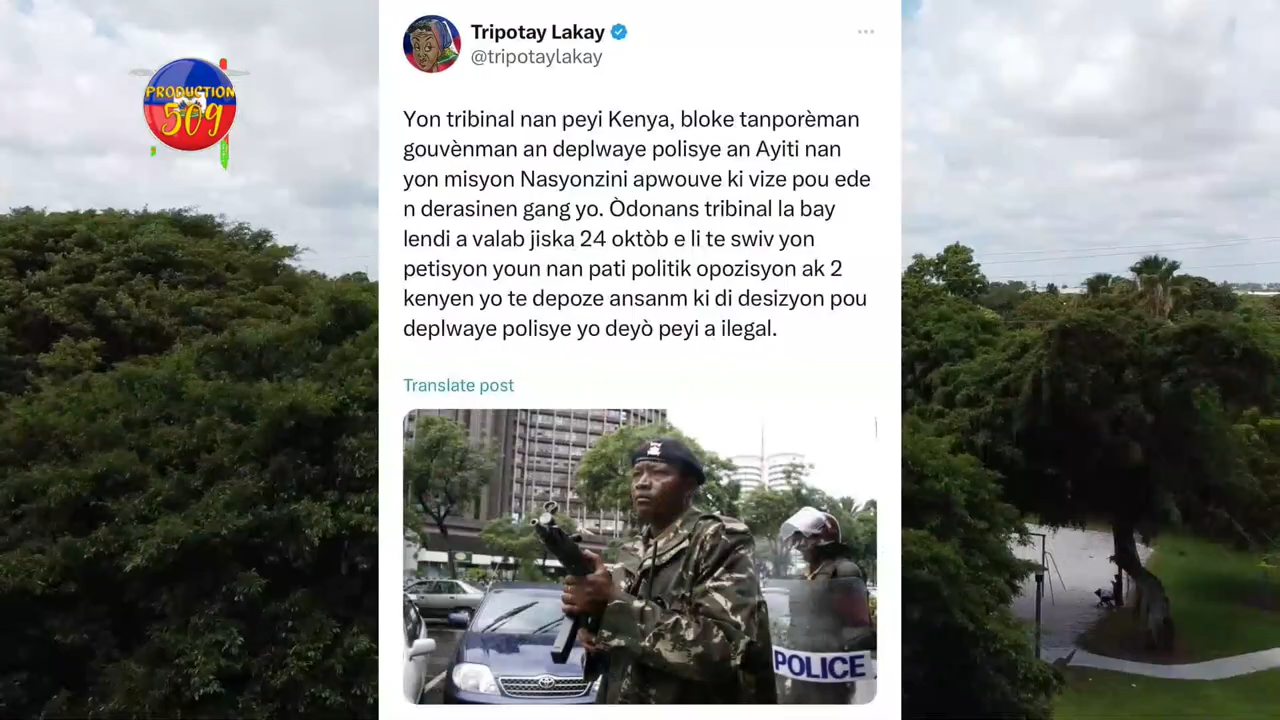 PRODUCTION
509
Tripotay Lakay
@tripotaylakay
Yon tribinal nan peyi Kenya, bloke tanporèman
gouvènman an deplwaye polisye an Ayiti nan
yon misyon Nasyonzini apwouve ki vize pou ede
n derasinen gang yo. Òdonans tribinal la bay
lendi a valab jiska 24 oktòb e li te swiv yon
petisyon youn nan pati politik opozisyon ak 2
kenyen yo te depoze ansanm ki di desizyon pou
deplwaye polisye yo deyò peyi a ilegal.
Translate post
POLICE